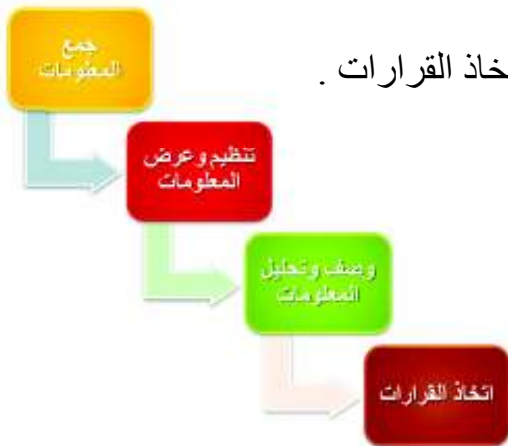 جمع
المعلومات
خاذ القرارات .
تنظيم وعرض
المعلومات
وصف وتحليل
المعلومات
اتخاذ القرارات